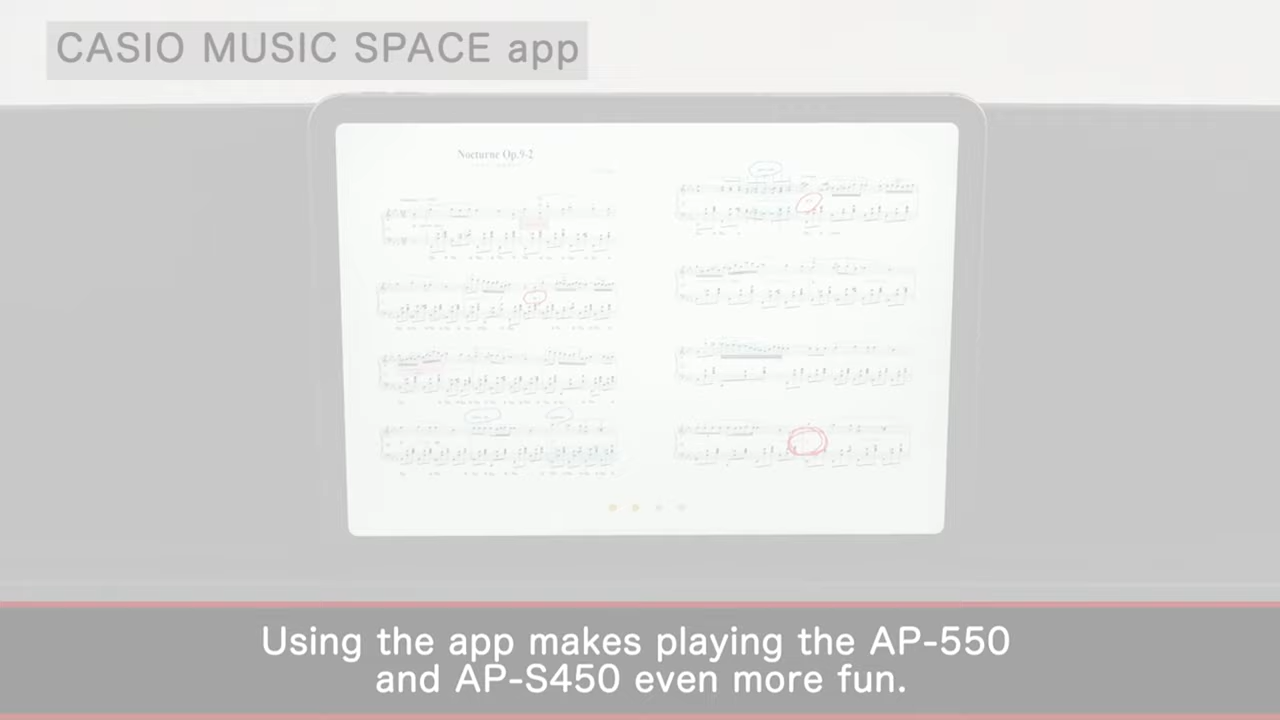 CASIO MUSIC SPACE app
Nocturne Op.9-2
Using the app makes playing the AP-550
and AP-S450 even more fun.